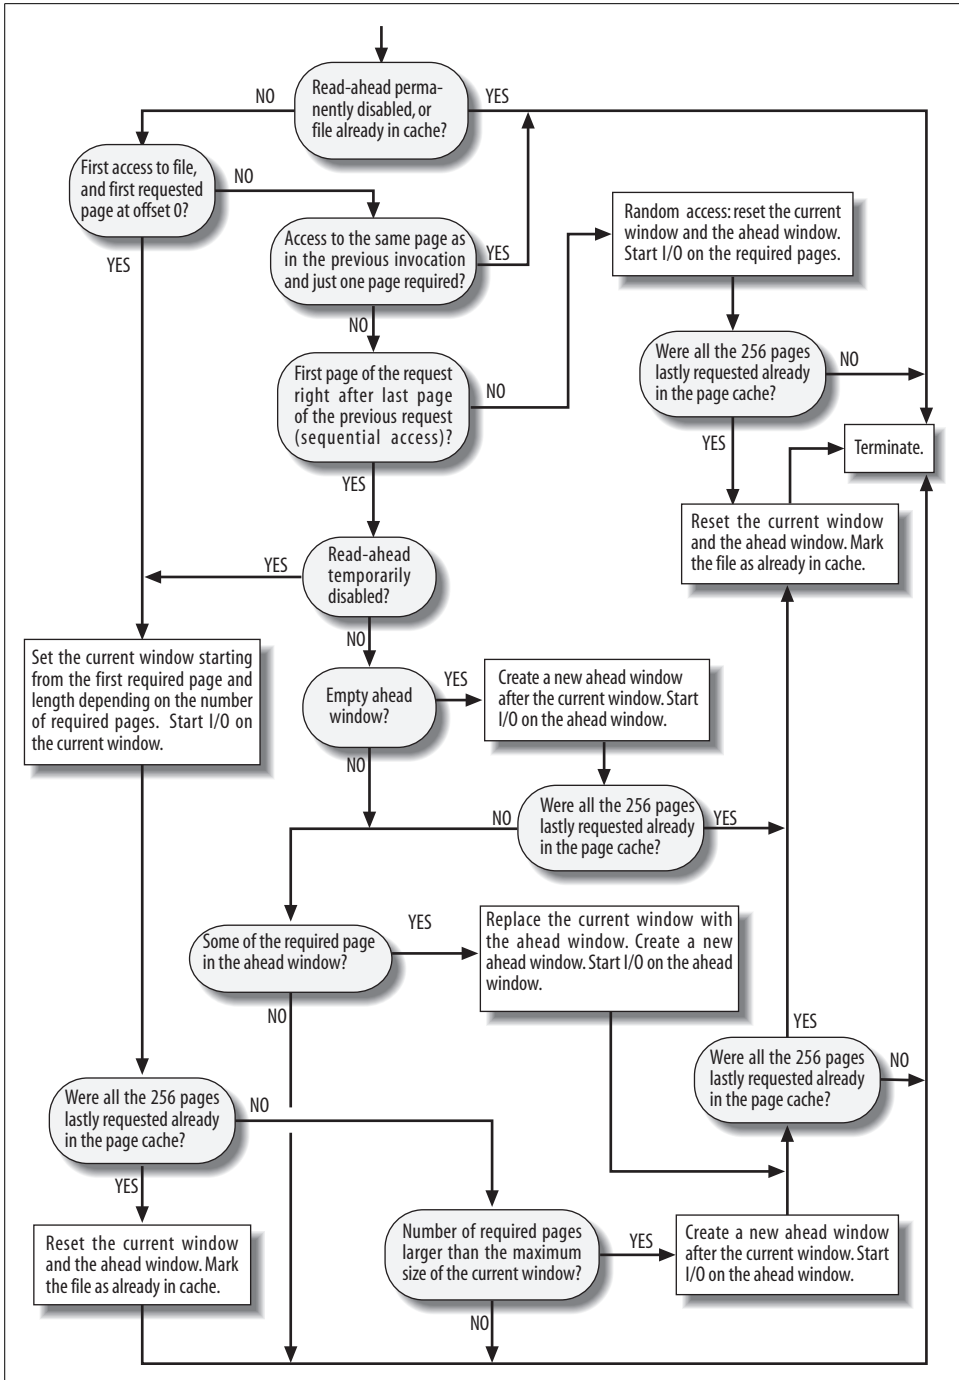 Read-ahead perma-
nently disabled, or
file already in cache?
NO
YES
First access to file,
and first requested
page at offset 0?
NO
YES
Access to the same page as
in the previous invocation
and just one page required?
YES
NO
Random access: reset the current
window and the ahead window.
Start I/O on the required pages.
Were all the 256 pages
lastly requested already
in the page cache?
NO
YES
First page of the request
right after last page
of the previous request
(sequential access)?
NO
YES
Terminate.
Reset the current window
and the ahead window. Mark
the file as already in cache.
Read-ahead
temporarily
disabled?
YES
NO
Set the current window starting
from the first required page and
length depending on the number
of required pages. Start I/O on
the current window.
Empty ahead
window?
YES
NO
Create a new ahead window
after the current window. Start
I/O on the ahead window.
Were all the 256 pages
lastly requested already
in the page cache?
NO
YES
Some of the required page
in the ahead window?
YES
NO
Replace the current window with
the ahead window. Create a new
ahead window. Start I/O on the ahead
window.
YES
Were all the 256 pages
lastly requested already
in the page cache?
NO
Were all the 256 pages
lastly requested already
in the page cache?
NO
YES
Reset the current window
and the ahead window. Mark
the file as already in cache.
Number of required pages
larger than the maximum
size of the current window?
YES
NO
Create a new ahead window
after the current window. Start
I/O on the ahead window.